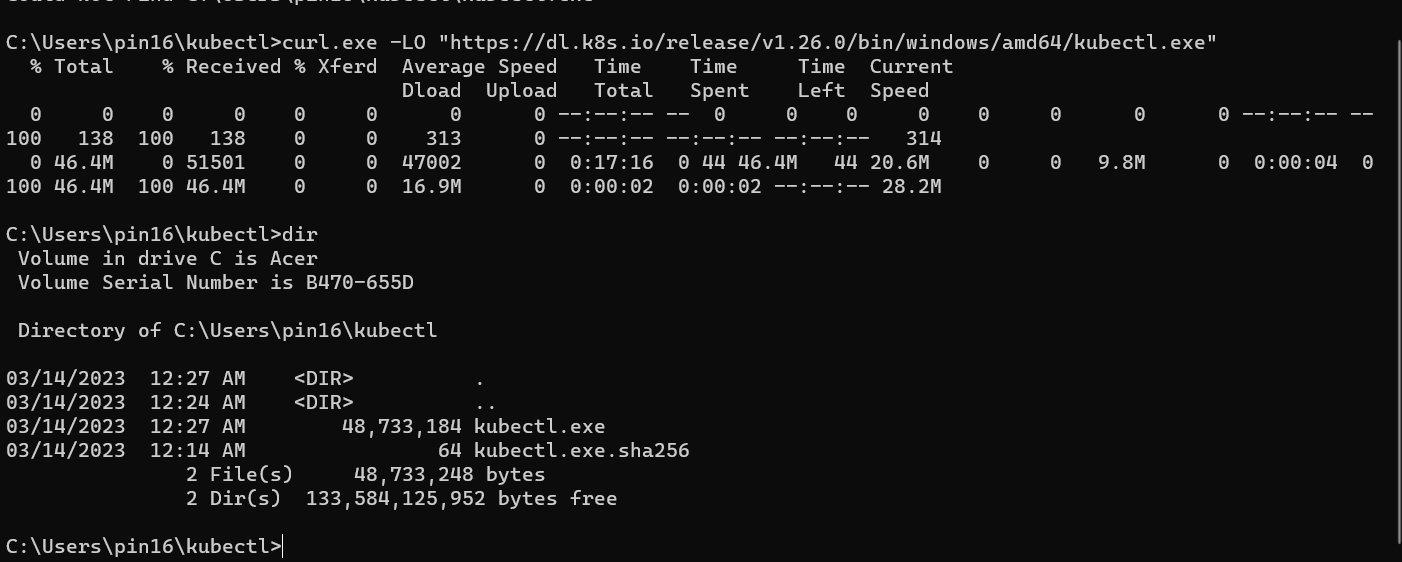 C:\Users\pin16\kubectl>curl.exe -LO "https://dl.k8s.io/release/v1.26.0/bin/windows/amd64/kubectl.exe"
  % Total    % Received % Xferd  Average Speed   Time    Time     Time  Current
                                 Dload  Upload   Total   Spent    Left  Speed
  0     0    0     0    0     0      0      0 --:--:-- --  0     0    0     0    0     0      0      0 --:--:-- --
100   138  100   138    0     0    313      0 --:--:-- --:--:-- --:--:--   314
  0 46.4M    0 51501    0     0  47002      0  0:17:16  0 44 46.4M   44 20.6M    0     0   9.8M      0  0:00:04  0
100 46.4M  100 46.4M    0     0  16.9M      0  0:00:02  0:00:02 --:--:-- 28.2M
C:\Users\pin16\kubectl>dir
 Volume in drive C is Acer
 Volume Serial Number is B470-655D
 Directory of C:\Users\pin16\kubectl
03/14/2023  12:27 AM    <DIR>          .
03/14/2023  12:24 AM    <DIR>          ..
03/14/2023  12:27 AM        48,733,184 kubectl.exe
03/14/2023  12:14 AM                64 kubectl.exe.sha256
               2 File(s)     48,733,248 bytes
               2 Dir(s)  133,584,125,952 bytes free
C:\Users\pin16\kubectl>